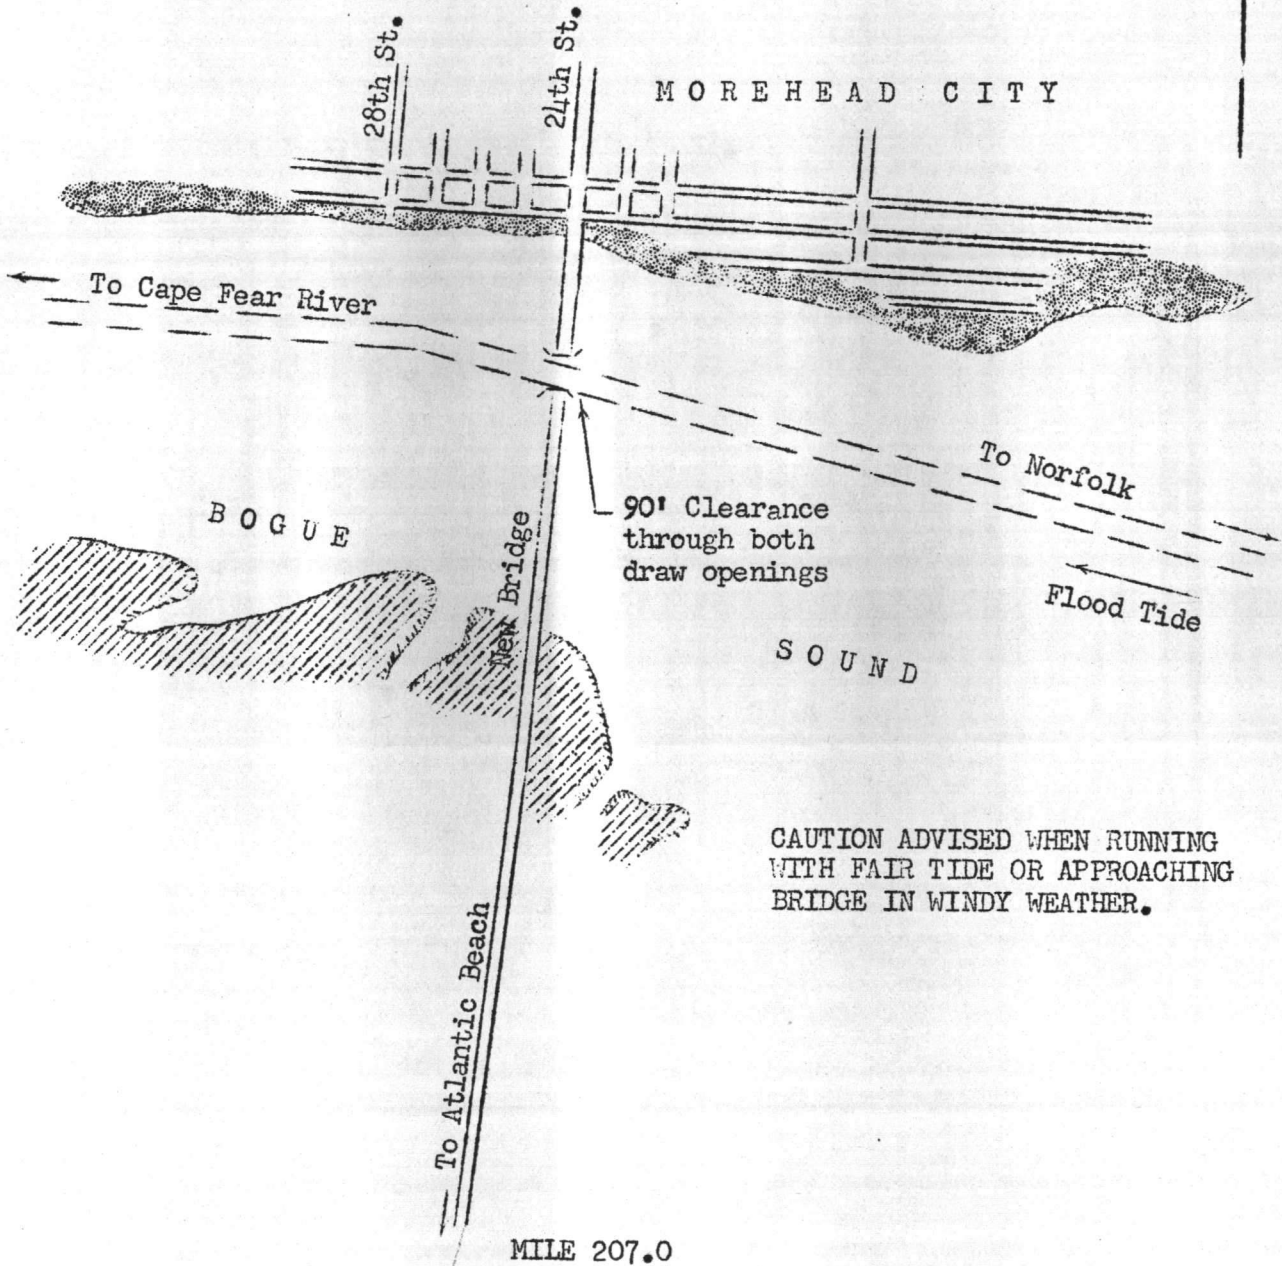 28th St.
24th St.
MOREHEAD CITY
To Cape Fear River
To Norfolk
BOGUE
New Bridge
90' Clearance
through both
draw openings
Flood Tide
SOUND
CAUTION ADVISED WHEN RUNNING
WITH FAIR TIDE OR APPROACHING
BRIDGE IN WINDY WEATHER.
To Atlantic Beach
MILE 207.0